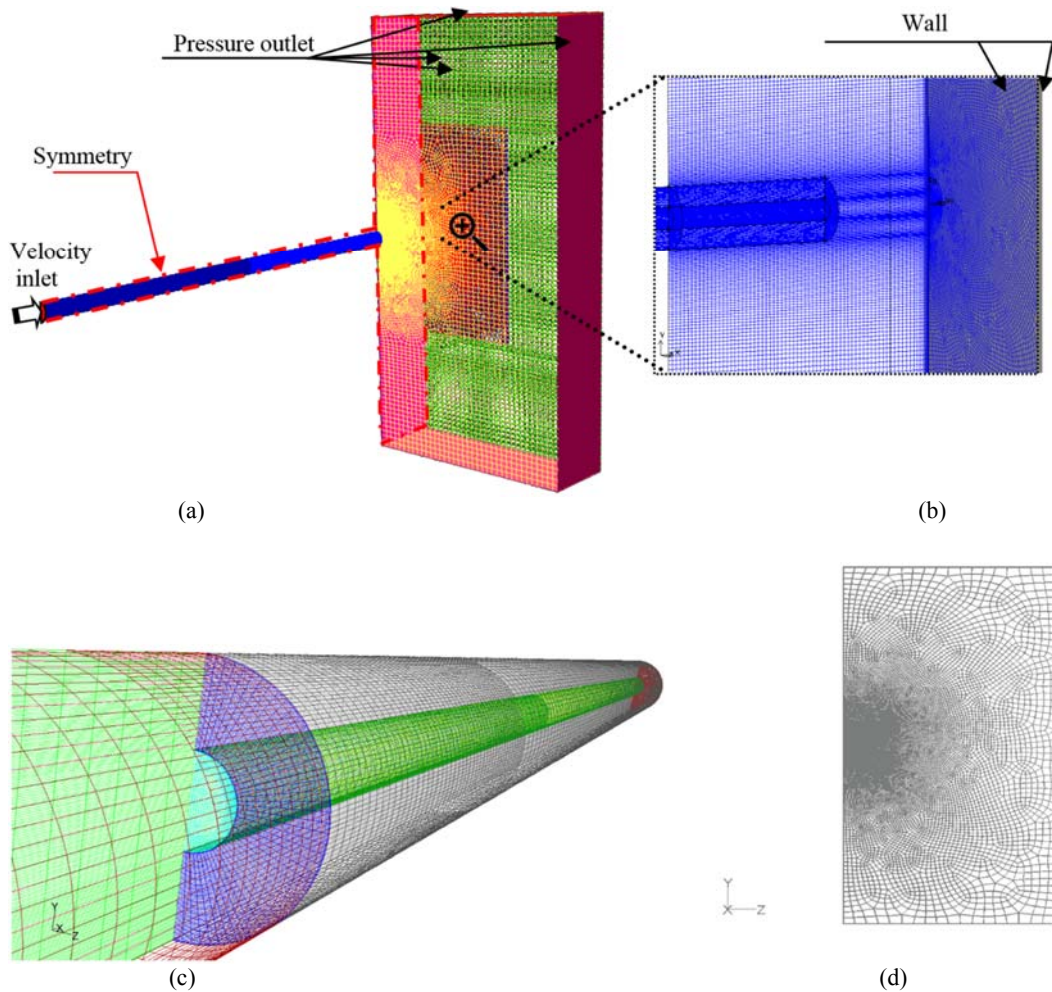 Pressure outlet
Wall
Symmetry
Velocity
inlet
Y
X
(a)
(b)
Y
X Z
Y
X Z
(c)
(d)